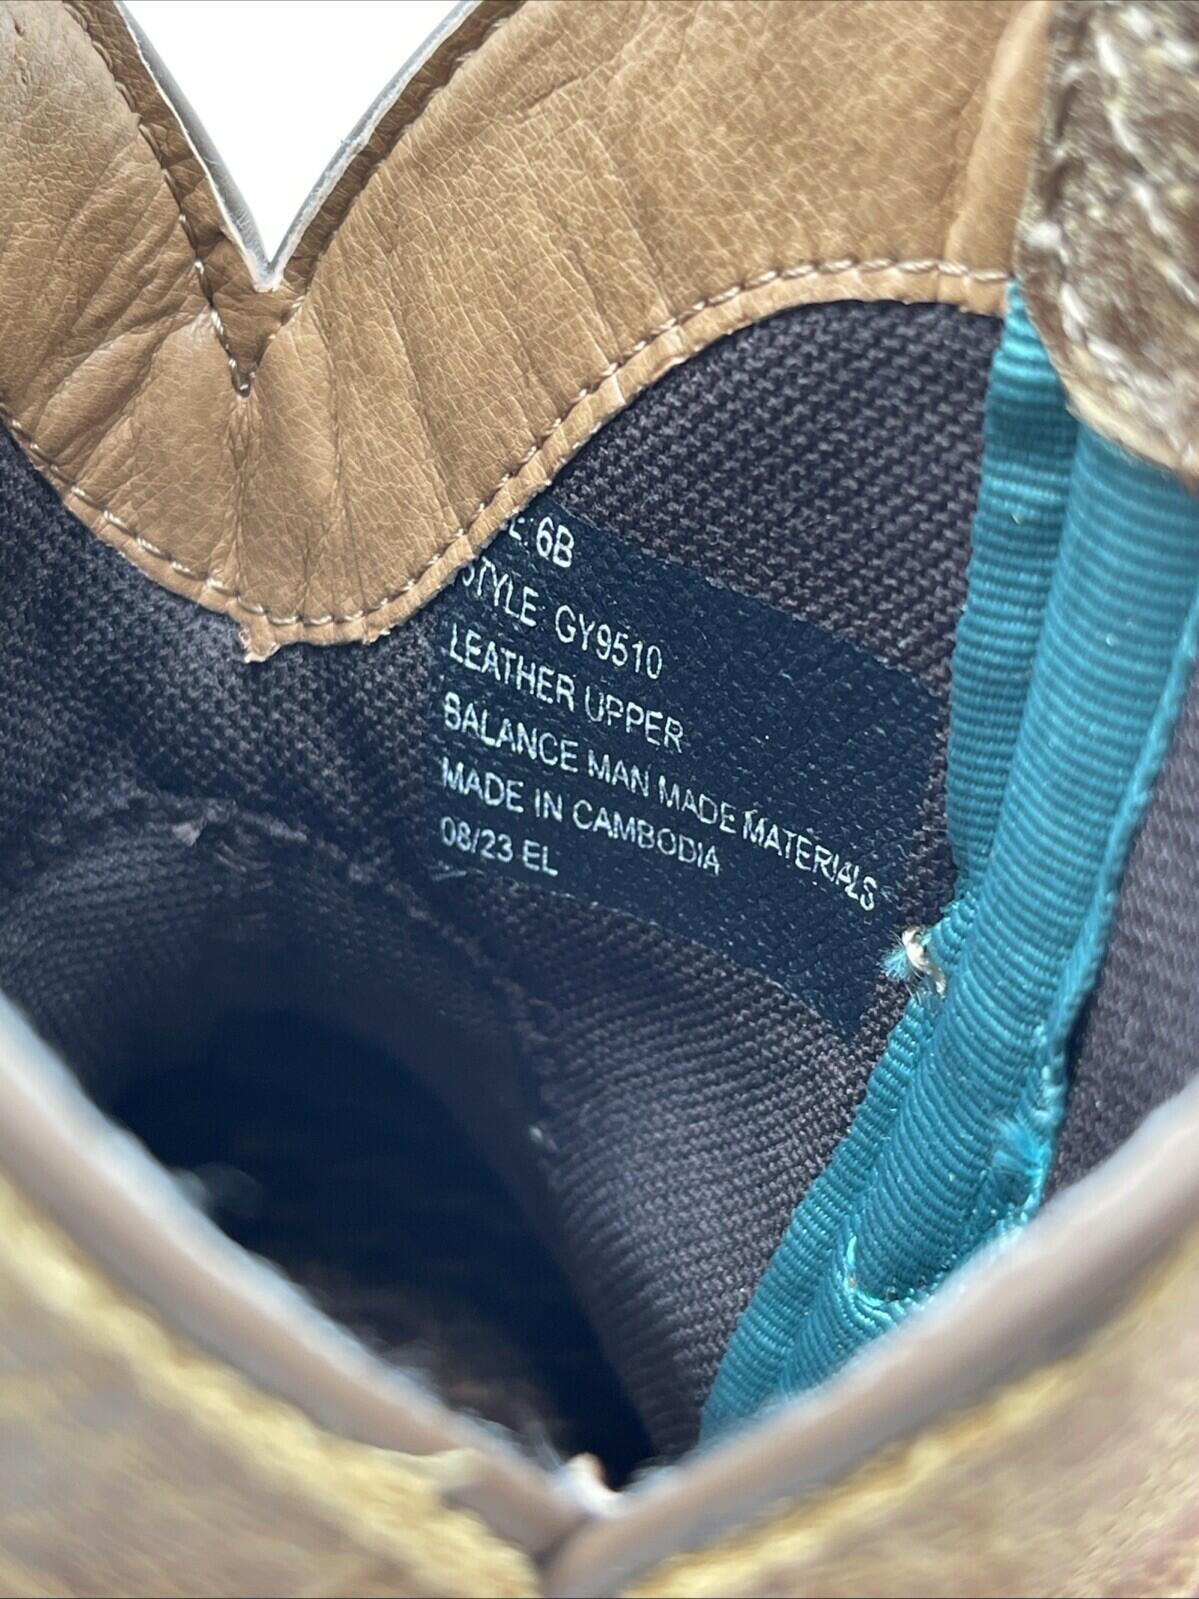 E: 6B
STYLE: GY9510
LEATHER UPPER
BALANCE MAN MADE MATERIALS
MADE IN CAMBODIA
08/23 EL